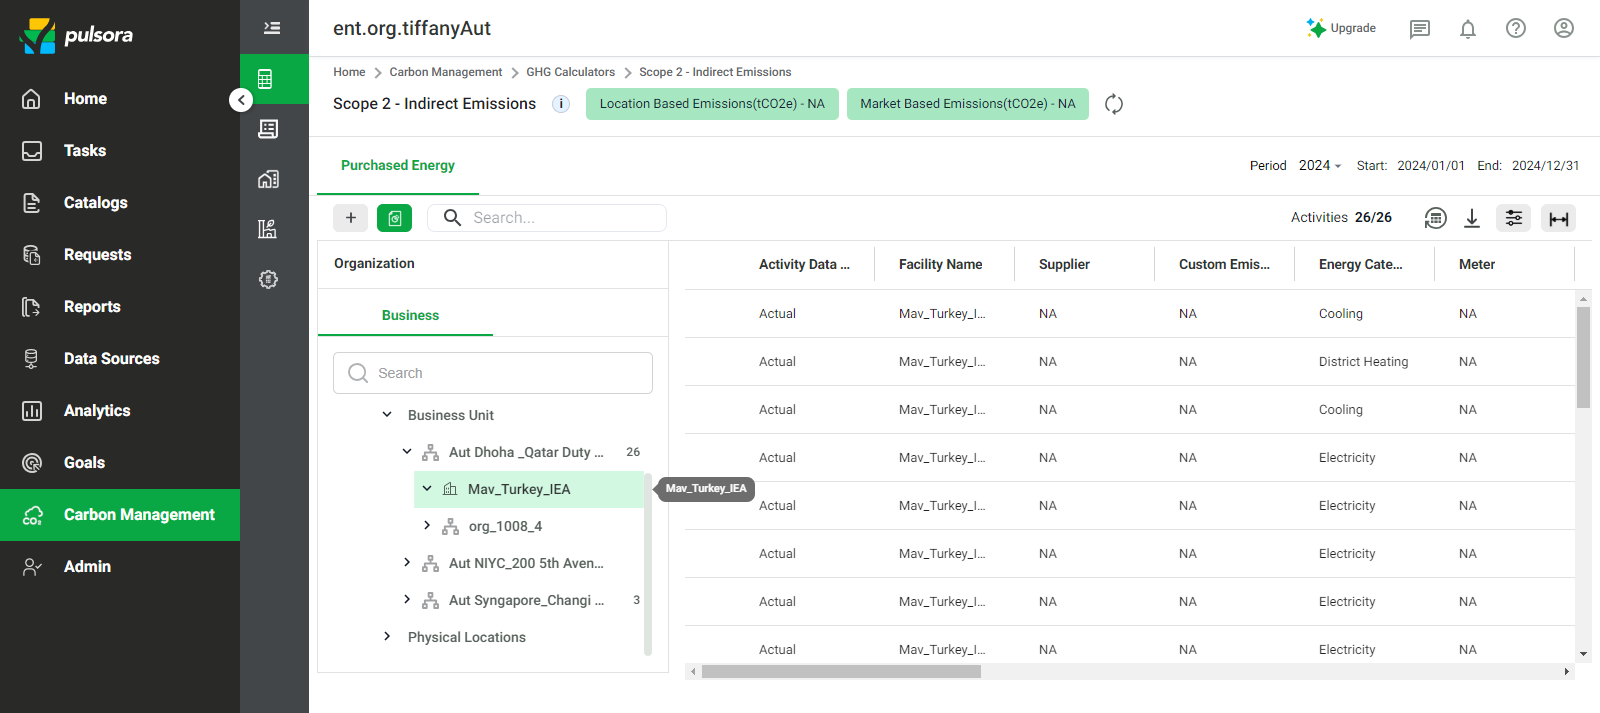 pulsora
Home
Tasks
Catalogs
Requests
Reports
Data Sources
Analytics
Goals
Carbon Management
Admin
ent.org.tiffanyAut
Upgrade
Home > Carbon Management > GHG Calculators > Scope 2 - Indirect Emissions
Scope 2 - Indirect Emissions
Location Based Emissions(tCO2e) - NA
Market Based Emissions(tCO2e) - NA
Purchased Energy
Period 2024 Start: 2024/01/01 End: 2024/12/31
Search...
Activities 26/26
Organization
Business
Search
Business Unit
Aut Dhoha _Qatar Duty ... 26
Mav_Turkey_IEA
org_1008_4
Aut NIYC_200 5th Aven...
Aut Syngapore_Changi ... 3
Physical Locations
Mav_Turkey_IEA
Activity Data ... Facility Name Supplier Custom Emis... Energy Cate... Meter
Actual Mav_Turkey_I... NA NA Cooling NA
Actual Mav_Turkey_I... NA NA District Heating NA
Actual Mav_Turkey_I... NA NA Cooling NA
Actual Mav_Turkey_I... NA NA Electricity NA
Actual Mav_Turkey_I... NA NA Electricity NA
Actual Mav_Turkey_I... NA NA Electricity NA
Actual Mav_Turkey_I... NA NA Electricity NA
Actual Mav_Turkey_I... NA NA Electricity NA